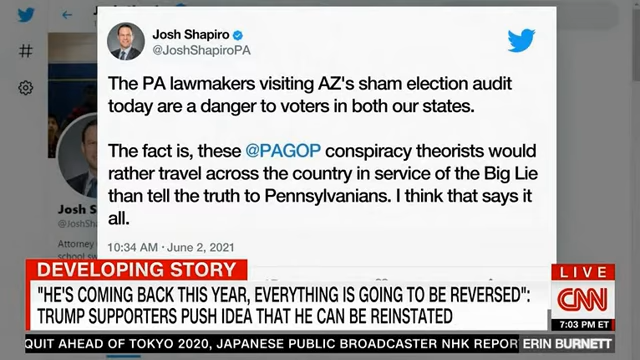 Josh Shapiro
@JoshShapiroPA
The PA lawmakers visiting AZ's sham election audit
today are a danger to voters in both our states.
The fact is, these @PAGOP conspiracy theorists would
rather travel across the country in service of the Big Lie
than tell the truth to Pennsylvanians. I think that says it
all.
10:34 AM · June 2, 2021
#
Josh
@JoshSha
Attorney
DEVELOPING STORY
"HE'S COMING BACK THIS YEAR, EVERYTHING IS GOING TO BE REVERSED":
TRUMP SUPPORTERS PUSH IDEA THAT HE CAN BE REINSTATED
LIVE
CNN
7:03 PM ET
QUIT AHEAD OF TOKYO 2020, JAPANESE PUBLIC BROADCASTER NHK REPOR
ERIN BURNETT